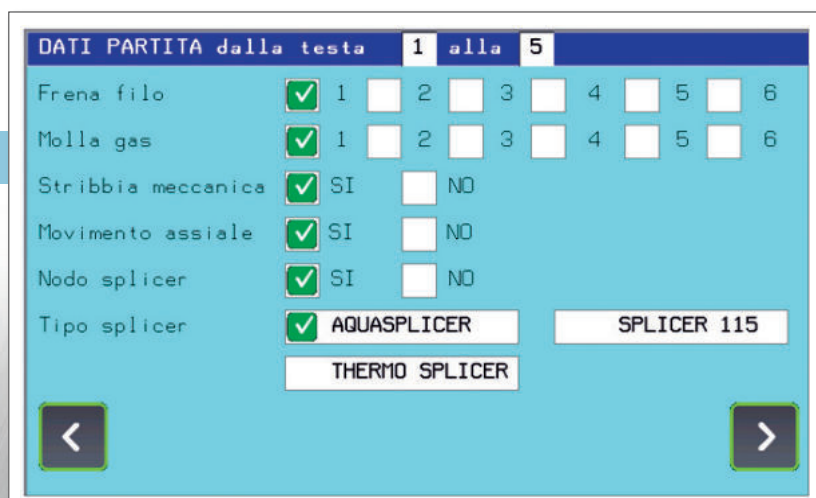 DATI PARTITA dalla testa 1 alla 5
Frena filo 1 2 3 4 5 6
Molla gas 1 2 3 4 5 6
Stribbia meccanica SI NO
Movimento assiale SI NO
Nodo splicer SI NO
Tipo splicer AQUASPLICER SPLICER 115
THERMO SPLICER